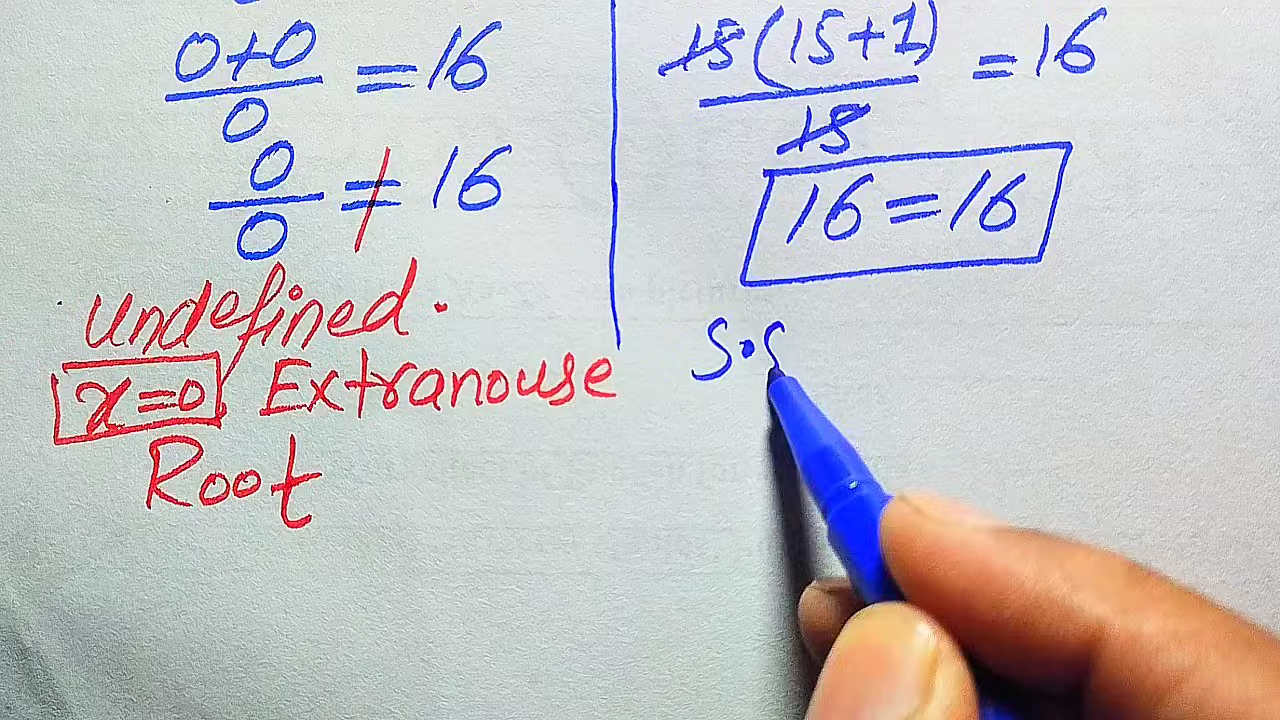 0+0
0
= 16
0
0
= 16
undefined.
x=0 Extranouse
Root
15(15+1)
15
= 16
16=16
S.S